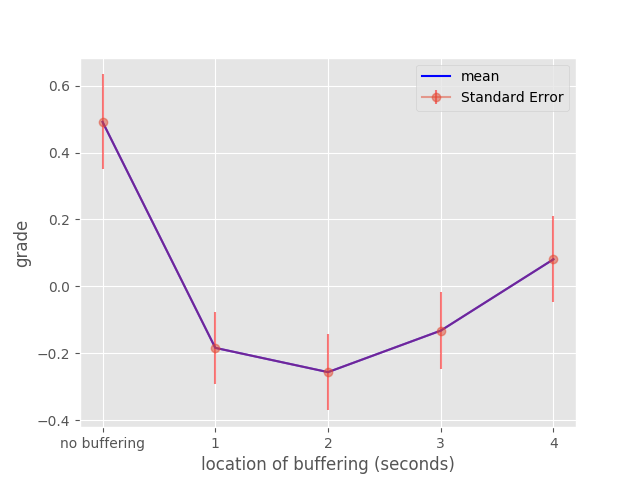 mean
Standard Error
0.6
0.4
0.2
0.0
−0.2
−0.4
grade
no buffering 1 2 3 4
location of buffering (seconds)